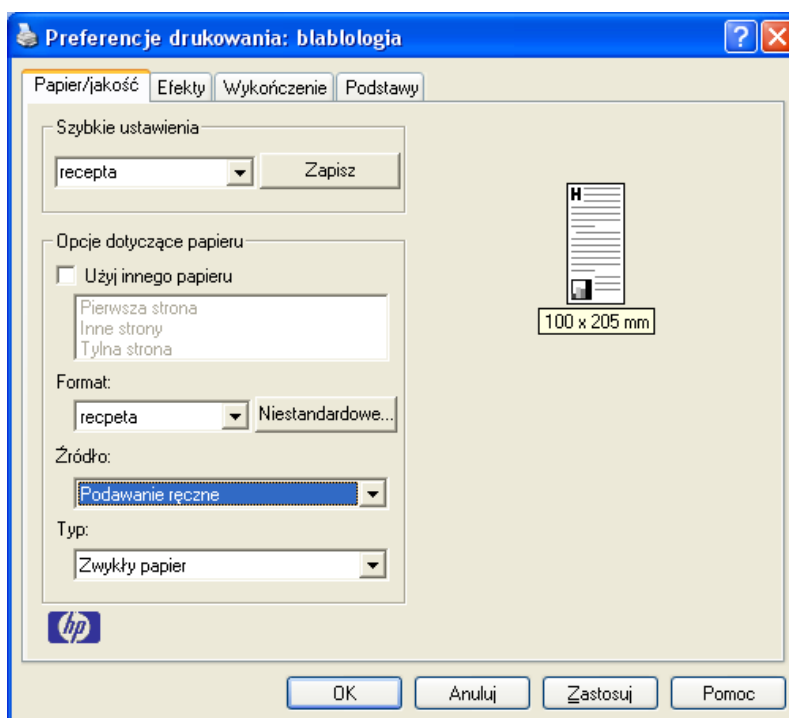 Preferencje drukowania: blablologia
Papier/jakość Efekty Wykończenie Podstawy
Szybkie ustawienia
recepta Zapisz
Opcje dotyczące papieru
Użyj innego papieru
Pierwsza strona
Inne strony
Tylna strona
Format:
recpeta Niestandardowe...
Źródło:
Podawanie ręczne
Typ:
Zwykły papier
H
100 x 205 mm
hp
OK Anuluj Zastosuj Pomoc